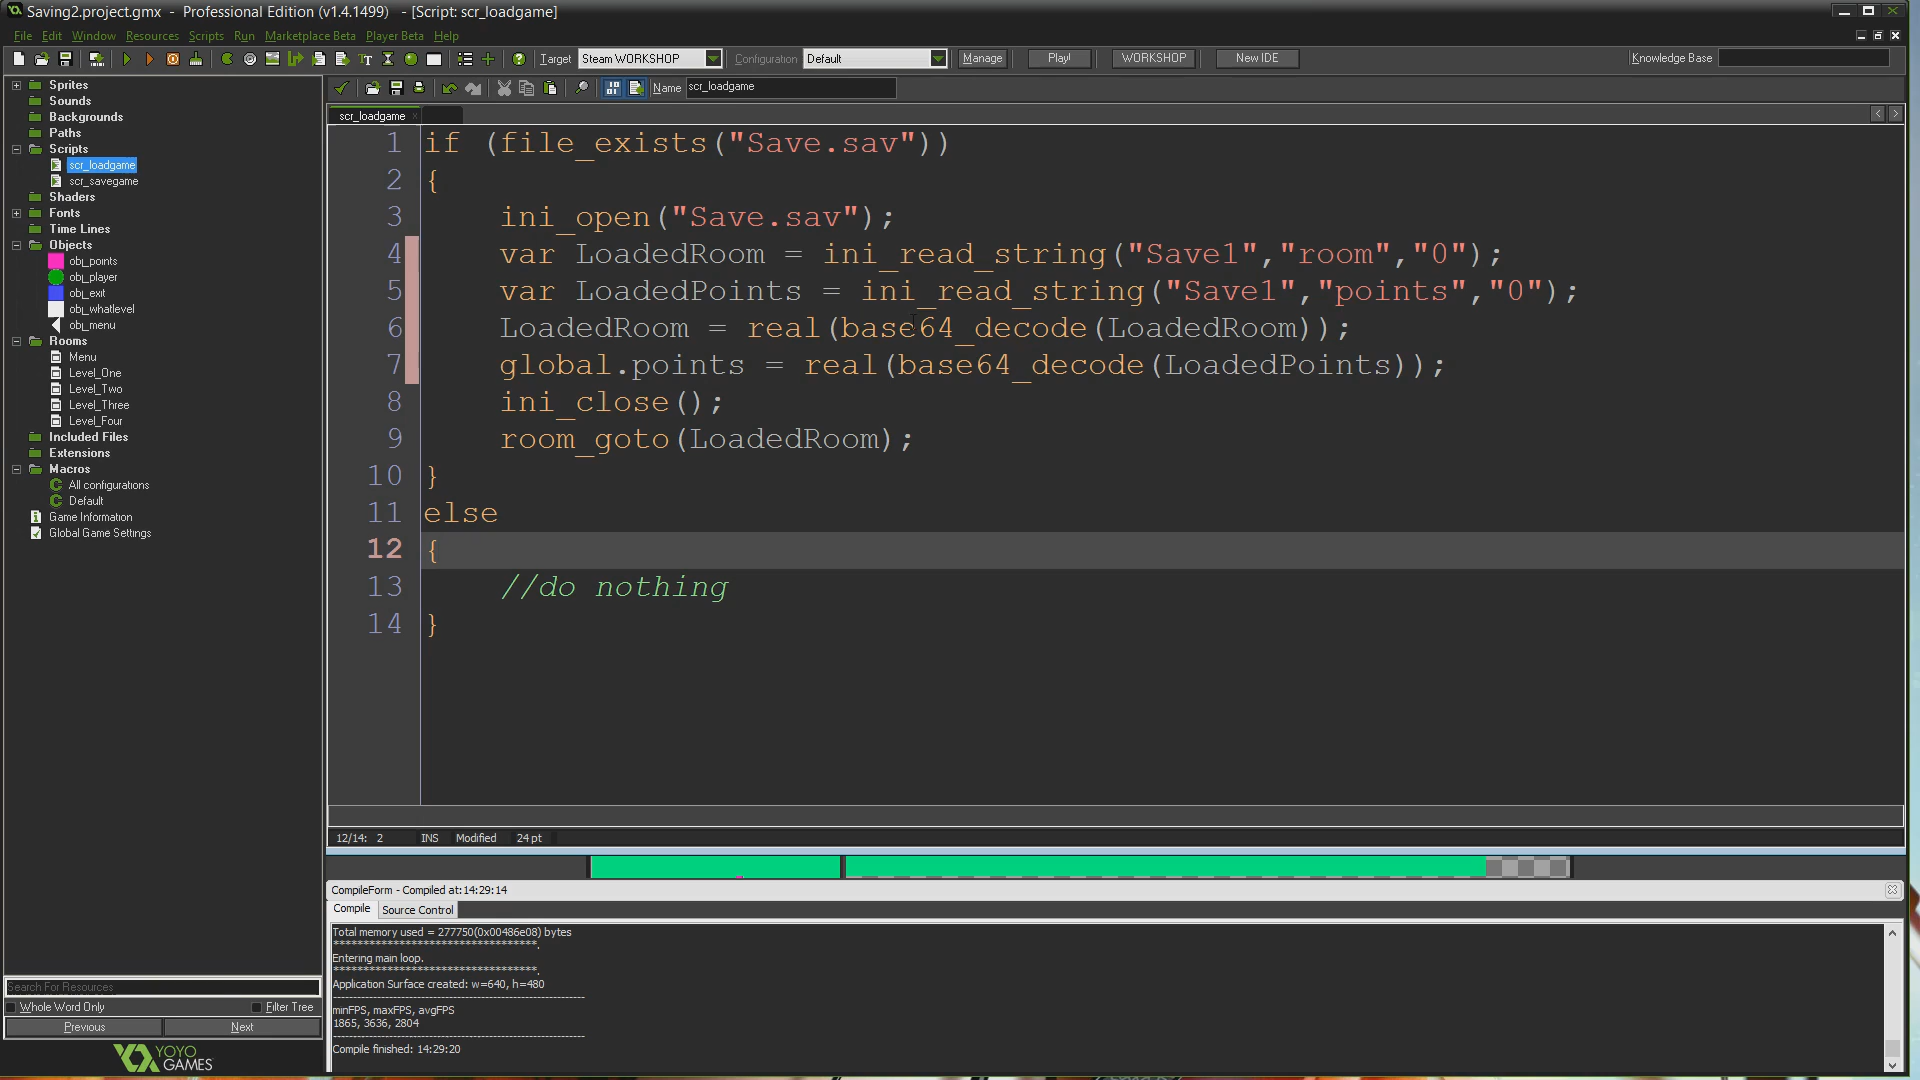 Saving2.project.gmx - Professional Edition (v1.4.1499) - [Script: scr_loadgame]
File Edit Window Resources Scripts Run Marketplace Beta Player Beta Help
Target Steam WORKSHOP Configuration Default Manage Play! WORKSHOP New IDE Knowledge Base
Name scr_loadgame
scr_loadgame
Sprites
Sounds
Backgrounds
Paths
Scripts
scr_loadgame
scr_savegame
Shaders
Fonts
Time Lines
Objects
obj_points
obj_player
obj_exit
obj_whatlevel
obj_menu
Rooms
Menu
Level_One
Level_Two
Level_Three
Level_Four
Included Files
Extensions
Macros
All configurations
Default
Game Information
Global Game Settings
Search For Resources
Whole Word Only Filter Tree
Previous Next
YOYO
GAMES
1 if (file_exists("Save.sav"))
2 {
3 ini_open("Save.sav");
4 var LoadedRoom = ini_read_string("Save1","room","0");
5 var LoadedPoints = ini_read_string("Save1","points","0");
6 LoadedRoom = real(base64_decode(LoadedRoom));
7 global.points = real(base64_decode(LoadedPoints));
8 ini_close();
9 room_goto(LoadedRoom);
10 }
11 else
12 {
13 //do nothing
14 }
12/14: 2 INS Modified 24 pt
CompileForm - Compiled at:14:29:14
Compile Source Control
Total memory used = 277750(0x00486e08) bytes
***********************************.
Entering main loop.
***********************************.
Application Surface created: w=640, h=480
---------------------------------------------------------------
minFPS, maxFPS, avgFPS
1865, 3636, 2804
---------------------------------------------------------------
Compile finished: 14:29:20